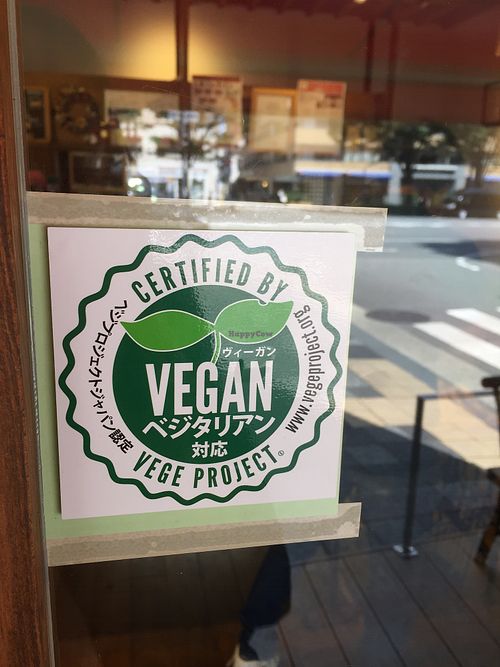 CERTIFIED BY
ベジプロジェクトジャパン認定
www.vegeproject.org
HappyCow
ヴィーガン
VEGAN
ベジタリアン
対応
VEGE PROJECT®